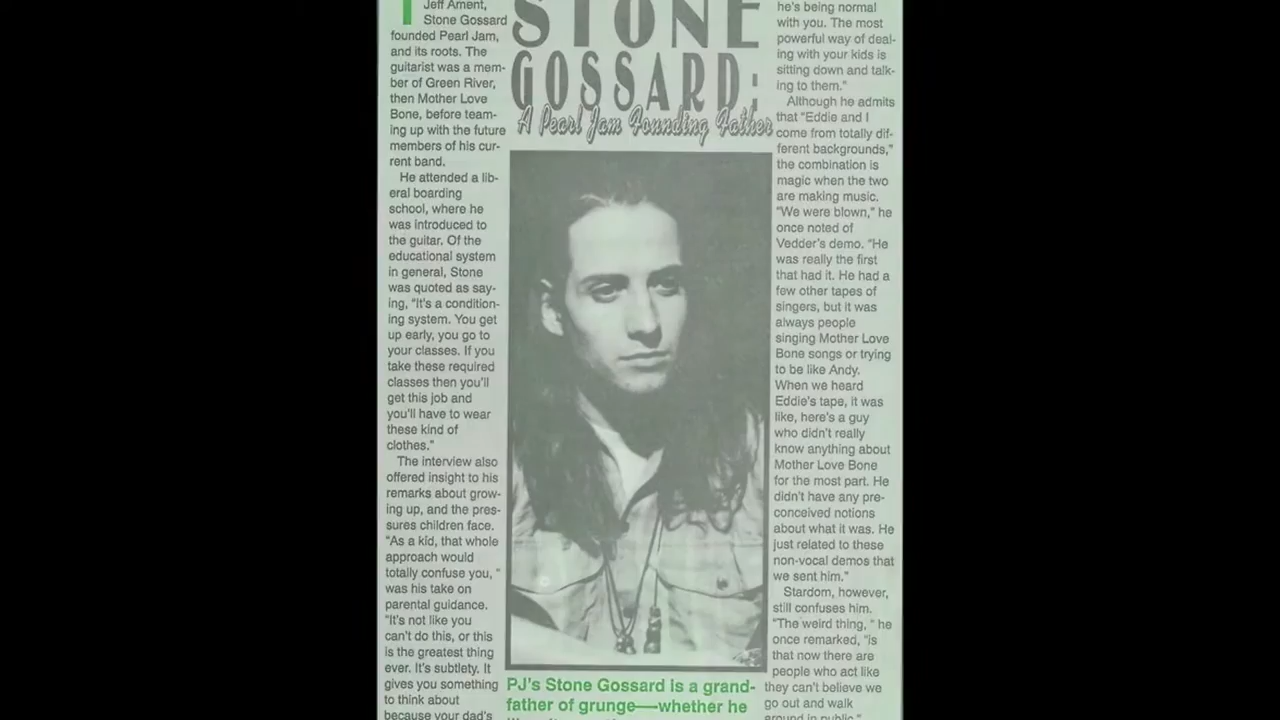 Jeff Ament,
Stone Gossard
founded Pearl Jam,
and its roots. The
guitarist was a mem-
ber of Green River,
then Mother Love
Bone, before team-
ing up with the future
members of his cur-
rent band.
He attended a lib-
eral boarding
school, where he
was introduced to
the guitar. Of the
educational system
in general, Stone
was quoted as say-
ing, "It's a condition-
ing system. You get
up early, you go to
your classes. If you
take these required
classes then you'll
get this job and
you'll have to wear
these kind of
clothes."
The interview also
offered insight to his
remarks about grow-
ing up, and the pres-
sures children face.
"As a kid, that whole
approach would
totally confuse you, "
was his take on
parental guidance.
"It's not like you
can't do this, or this
is the greatest thing
ever. It's subtlety. It
gives you something
to think about
because your dad's
STONE
GOSSARD:
A Pearl Jam Founding Father
PJ's Stone Gossard is a grand-
father of grunge—whether he
he's being normal
with you. The most
powerful way of deal-
ing with your kids is
sitting down and talk-
ing to them."
Although he admits
that "Eddie and I
come from totally dif-
ferent backgrounds,"
the combination is
magic when the two
are making music.
"We were blown," he
once noted of
Vedder's demo. "He
was really the first
that had it. He had a
few other tapes of
singers, but it was
always people
singing Mother Love
Bone songs or trying
to be like Andy.
When we heard
Eddie's tape, it was
like, here's a guy
who didn't really
know anything about
Mother Love Bone
for the most part. He
didn't have any pre-
conceived notions
about what it was. He
just related to these
non-vocal demos that
we sent him."
Stardom, however,
still confuses him.
"The weird thing, " he
once remarked, "is
that now there are
people who act like
they can't believe we
go out and walk
around in public."